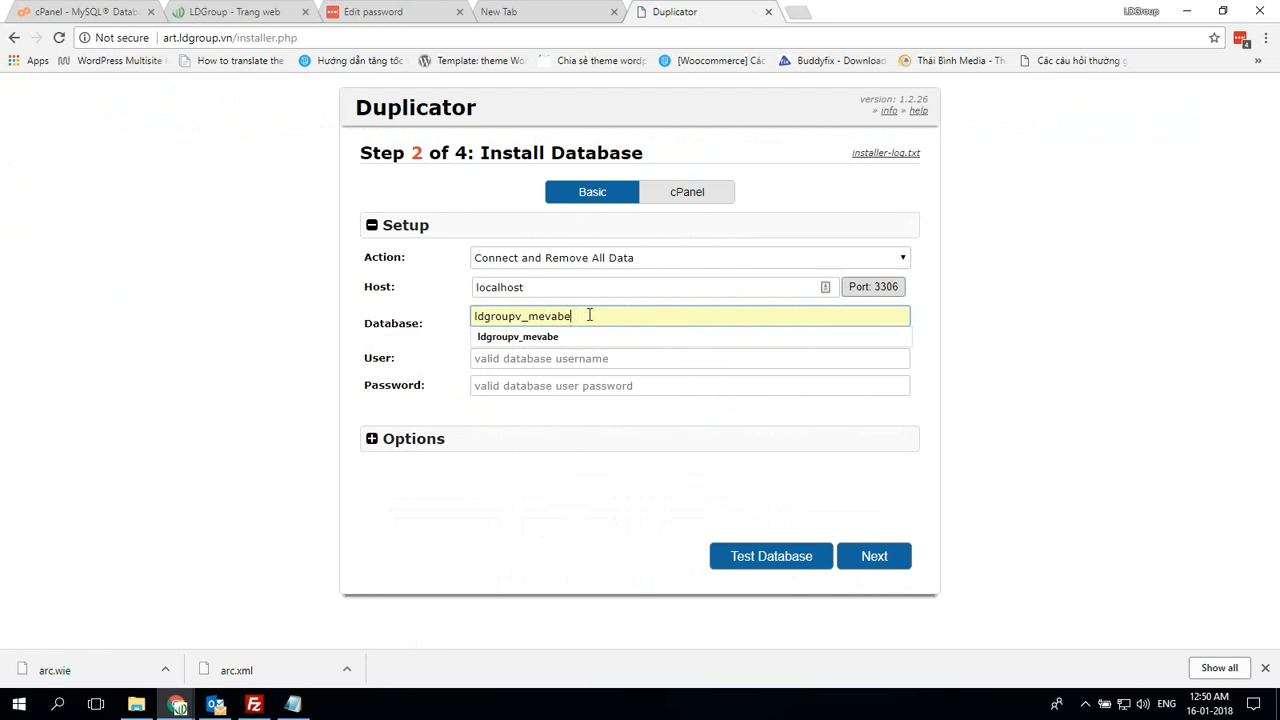 cPanel - MySQL® Datab
LDGroup - Trang web
Edit password
New Tab
Duplicator
LDGroup
Not secure
art.ldgroup.vn/installer.php
4
Apps
WordPress Multisite
How to translate the
Hướng dẫn tăng tốc
Template: theme Wor
Chia sẻ theme wordp
[Woocommerce] Các
Buddyfix - Download
Thái Bình Media - Th
Các câu hỏi thường g
»
Duplicator
version: 1.2.26
» info » help
Step 2 of 4: Install Database
installer-log.txt
Basic
cPanel
Setup
Action:
Connect and Remove All Data
Host:
localhost
Port: 3306
Database:
ldgroupv_mevabe
ldgroupv_mevabe
User:
valid database username
Password:
valid database user password
Options
Test Database
Next
arc.wie
arc.xml
Show all
12:50 AM
ENG
16-01-2018